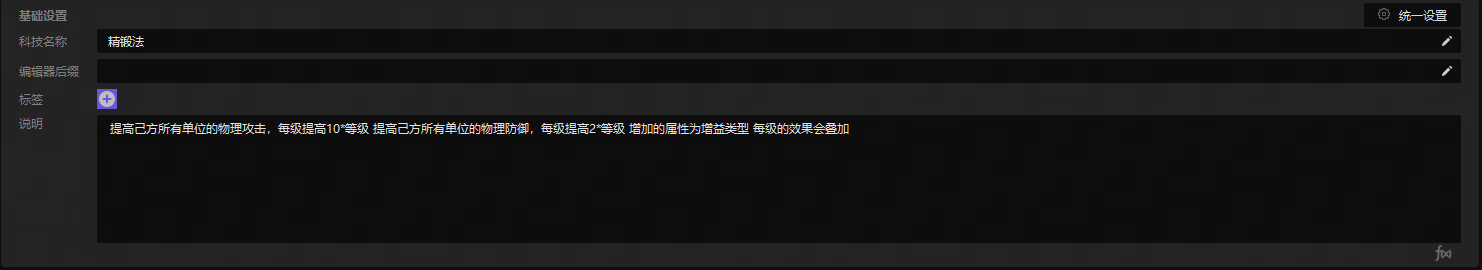 基础设置
统一设置
科技名称
精锻法
编辑器后缀
标签
说明
提高己方所有单位的物理攻击，每级提高10*等级 提高己方所有单位的物理防御，每级提高2*等级 增加的属性为增益类型 每级的效果会叠加
f(x)